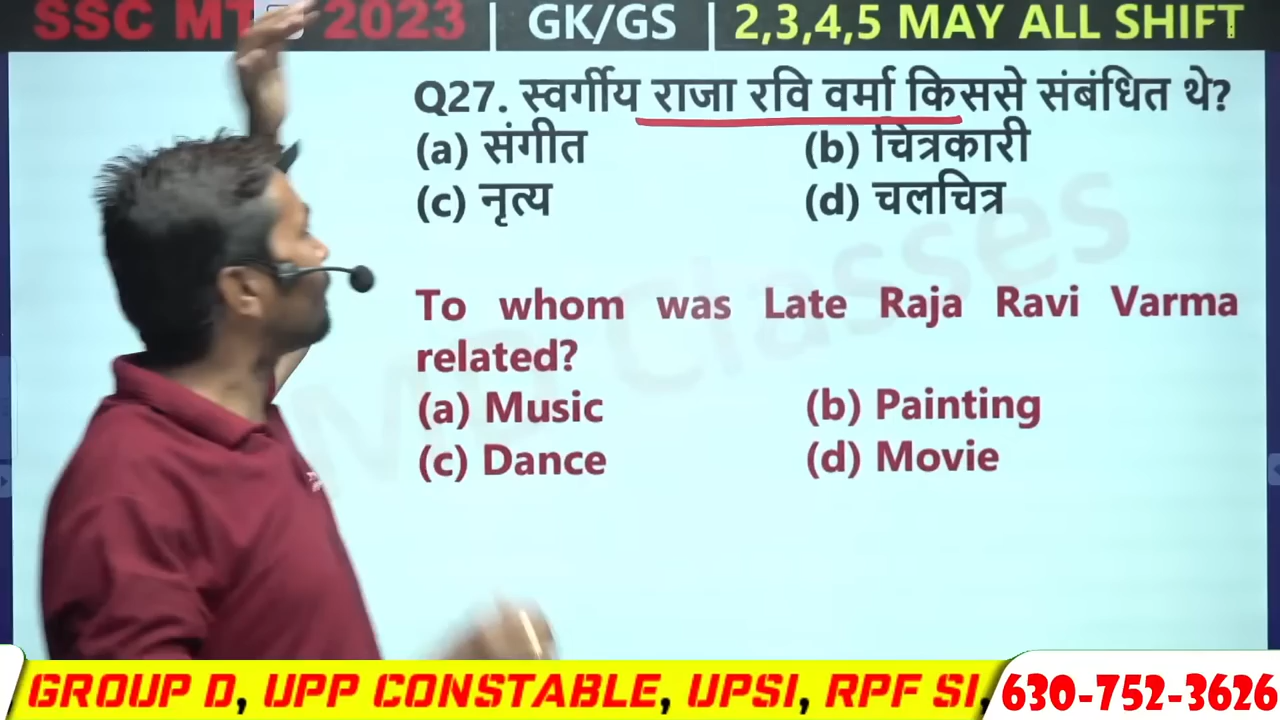 SSC MT 2023 | GK/GS | 2,3,4,5 MAY ALL SHIFT
Q27. स्वर्गीय राजा रवि वर्मा किससे संबंधित थे?
(a) संगीत (b) चित्रकारी
(c) नृत्य (d) चलचित्र
To whom was Late Raja Ravi Varma
related?
(a) Music (b) Painting
(c) Dance (d) Movie
MD Classes
GROUP D, UPP CONSTABLE, UPSI, RPF SI, 630-752-3626